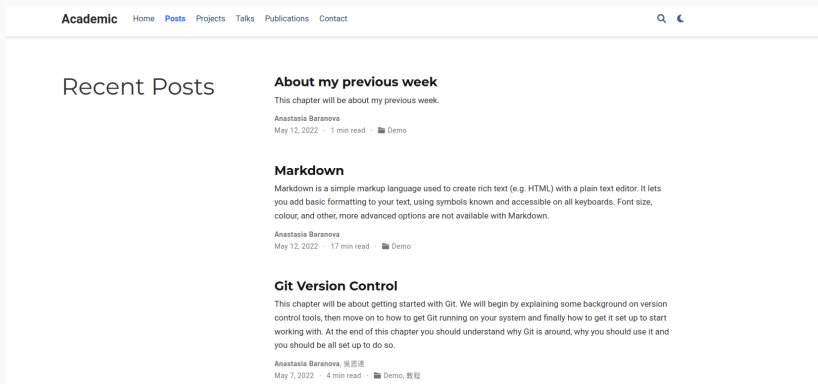 Academic Home Posts Projects Talks Publications Contact
Recent Posts
About my previous week
This chapter will be about my previous week.
Anastasia Baranova
May 12, 2022 · 1 min read · Demo
Markdown
Markdown is a simple markup language used to create rich text (e.g. HTML) with a plain text editor. It lets
you add basic formatting to your text, using symbols known and accessible on all keyboards. Font size,
colour, and other, more advanced options are not available with Markdown.
Anastasia Baranova
May 12, 2022 · 17 min read · Demo
Git Version Control
This chapter will be about getting started with Git. We will begin by explaining some background on version
control tools, then move on to how to get Git running on your system and finally how to get it set up to start
working with. At the end of this chapter you should understand why Git is around, why you should use it and
you should be all set up to do so.
Anastasia Baranova, 吳恩達
May 7, 2022 · 4 min read · Demo, 教程